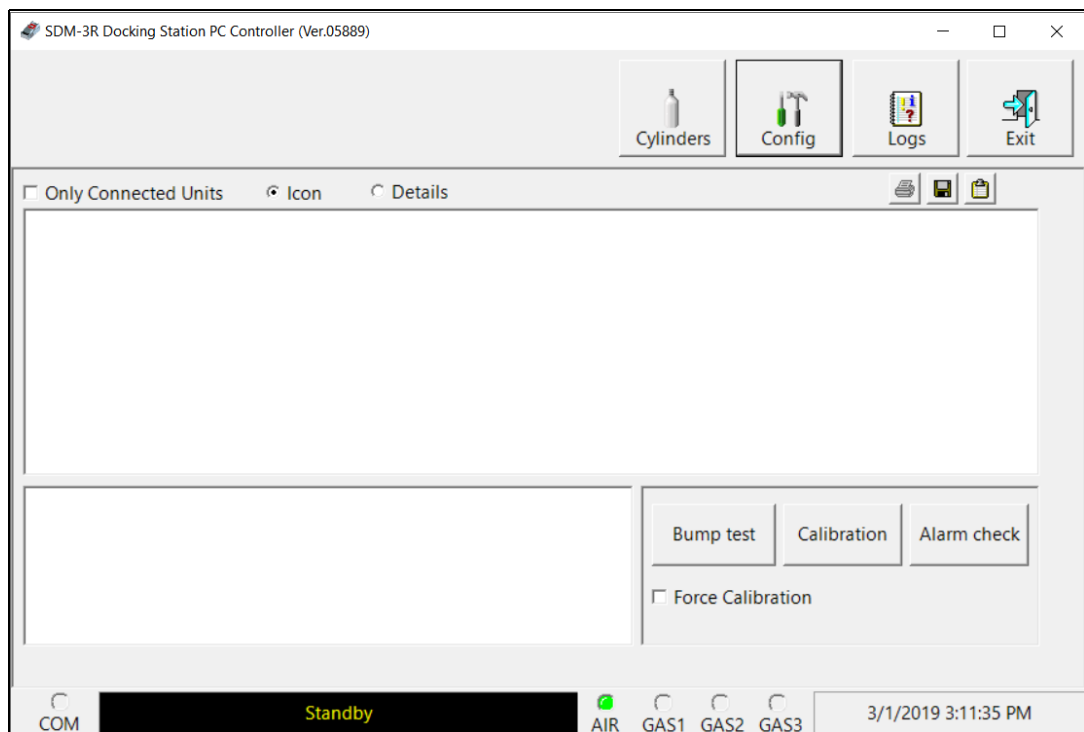 SDM-3R Docking Station PC Controller (Ver.05889)
Cylinders
Config
Logs
Exit
Only Connected Units
Icon
Details
Bump test
Calibration
Alarm check
Force Calibration
COM
Standby
AIR
GAS1
GAS2
GAS3
3/1/2019 3:11:35 PM